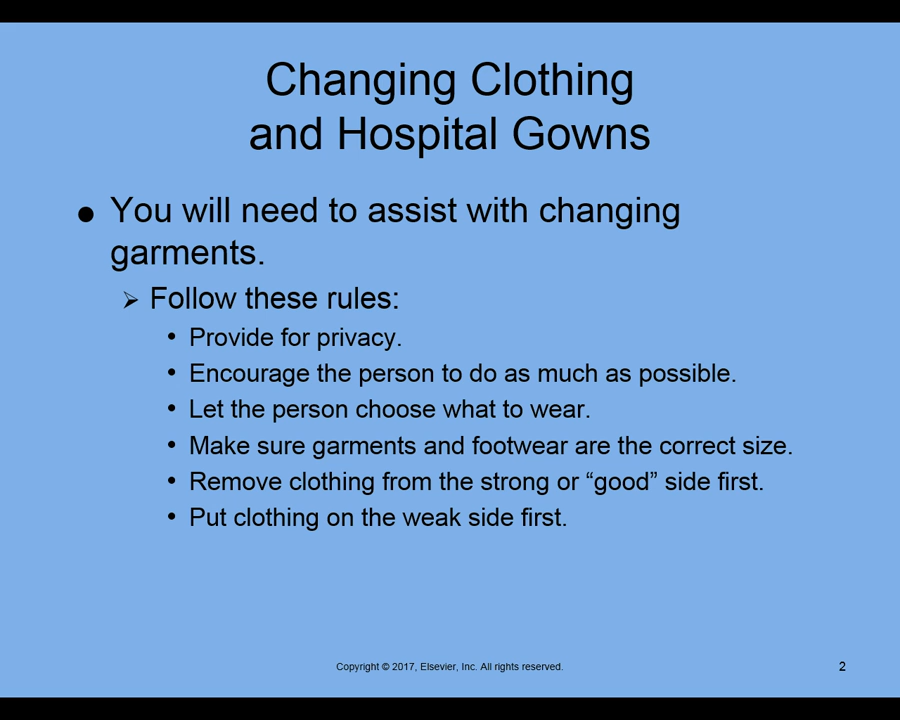 Changing Clothing
and Hospital Gowns
● You will need to assist with changing
garments.
➢ Follow these rules:
• Provide for privacy.
• Encourage the person to do as much as possible.
• Let the person choose what to wear.
• Make sure garments and footwear are the correct size.
• Remove clothing from the strong or “good” side first.
• Put clothing on the weak side first.
Copyright © 2017, Elsevier, Inc. All rights reserved.
2